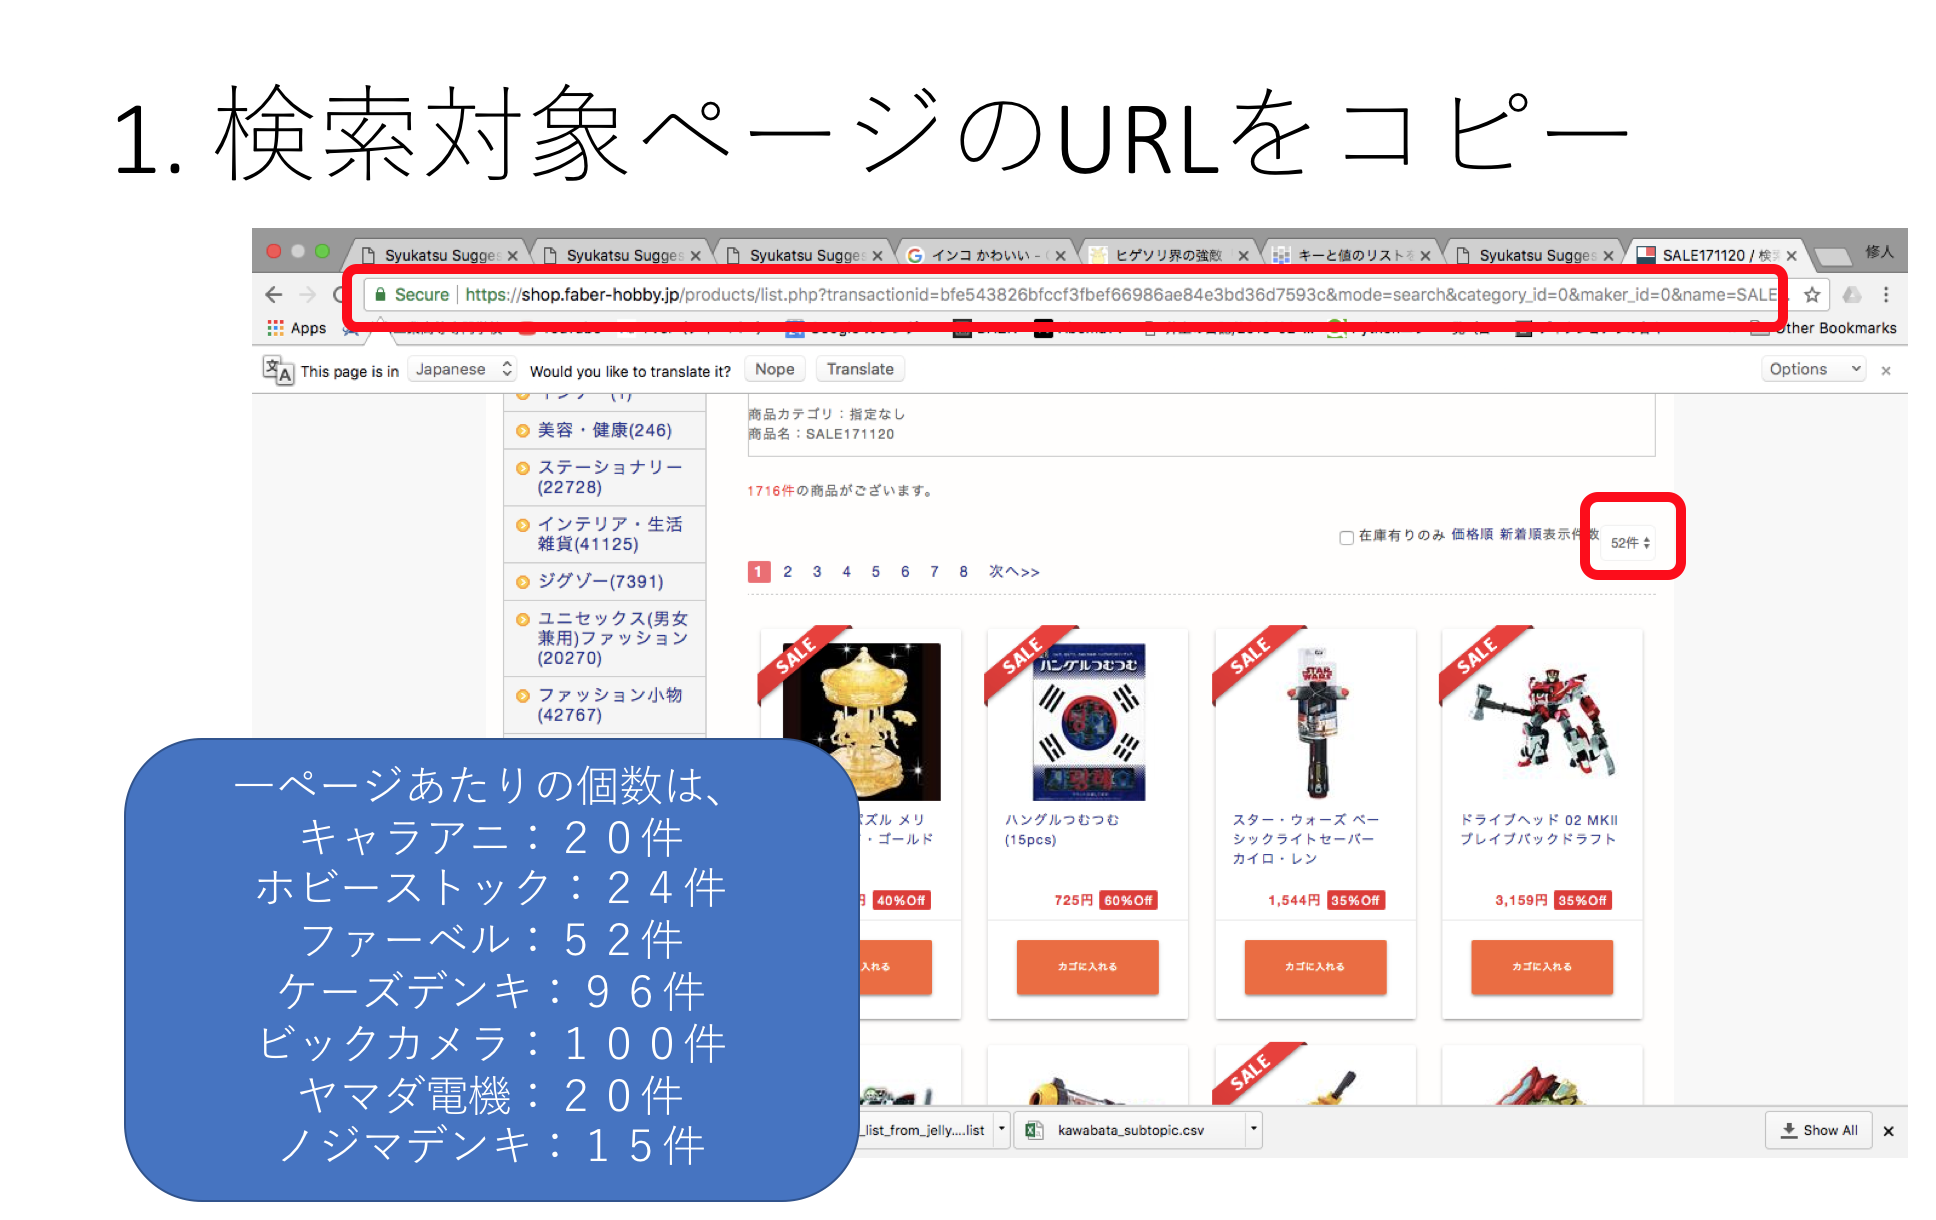 1. 検索対象ページのURLをコピー
Syukatsu Sugges
Syukatsu Sugges
Syukatsu Sugges
インコ かわいい -
ヒゲソリ界の強敵
キーと値のリストを
Syukatsu Sugges
SALE171120 / 検
修人
Secure | https://shop.faber-hobby.jp/products/list.php?transactionid=bfe543826bfccf3fbef66986ae84e3bd36d7593c&mode=search&category_id=0&maker_id=0&name=SALE...
Apps
Other Bookmarks
This page is in Japanese Would you like to translate it? Nope Translate Options
インナー(1)
美容・健康(246)
ステーショナリー
(22728)
インテリア・生活
雑貨(41125)
ジグソー(7391)
ユニセックス(男女
兼用)ファッション
(20270)
ファッション小物
(42767)
商品カテゴリ：指定なし
商品名：SALE171120
1716件の商品がございます。
在庫有りのみ 価格順 新着順表示件数 52件
1 2 3 4 5 6 7 8 次へ>>
SALE
SALE
STAR
WARS
SALE
SALE
ハングルつむつむ
パズル メリ
・ゴールド
ハングルつむつむ
(15pcs)
スター・ウォーズ ベー
シックライトセーバー
カイロ・レン
ドライブヘッド 02 MKII
ブレイブバックドラフト
円 40%Off
725円 60%Off
1,544円 35%Off
3,159円 35%Off
入れる
カゴに入れる
カゴに入れる
カゴに入れる
SALE
一ページあたりの個数は、
キャラアニ：２０件
ホビーストック：２４件
ファーベル：５２件
ケーズデンキ：９６件
ビックカメラ：１００件
ヤマダ電機：２０件
ノジマデンキ：１５件
_list_from_jelly....list
kawabata_subtopic.csv
Show All